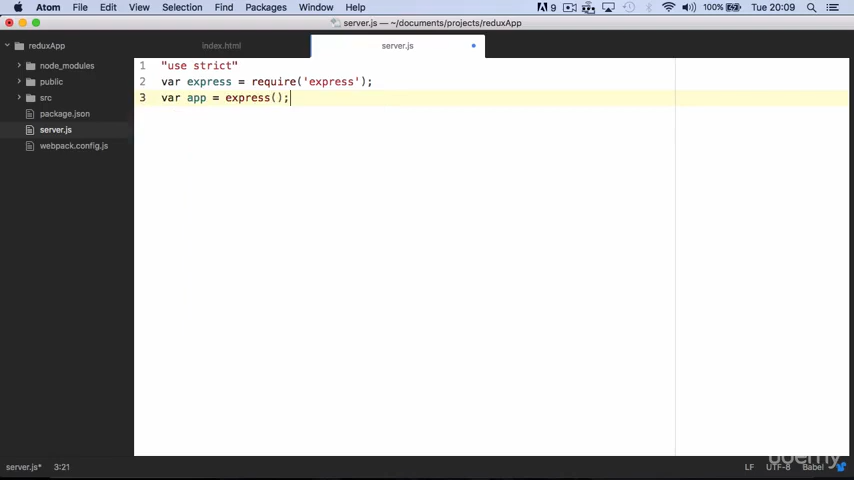 Atom File Edit View Selection Find Packages Window Help 9 100% Tue 20:09
server.js — ~/documents/projects/reduxApp
reduxApp
index.html
server.js
node_modules
public
src
package.json
server.js
webpack.config.js
1 "use strict"
2 var express = require('express');
3 var app = express();
server.js* 3:21
LF UTF-8 Babel
udemy